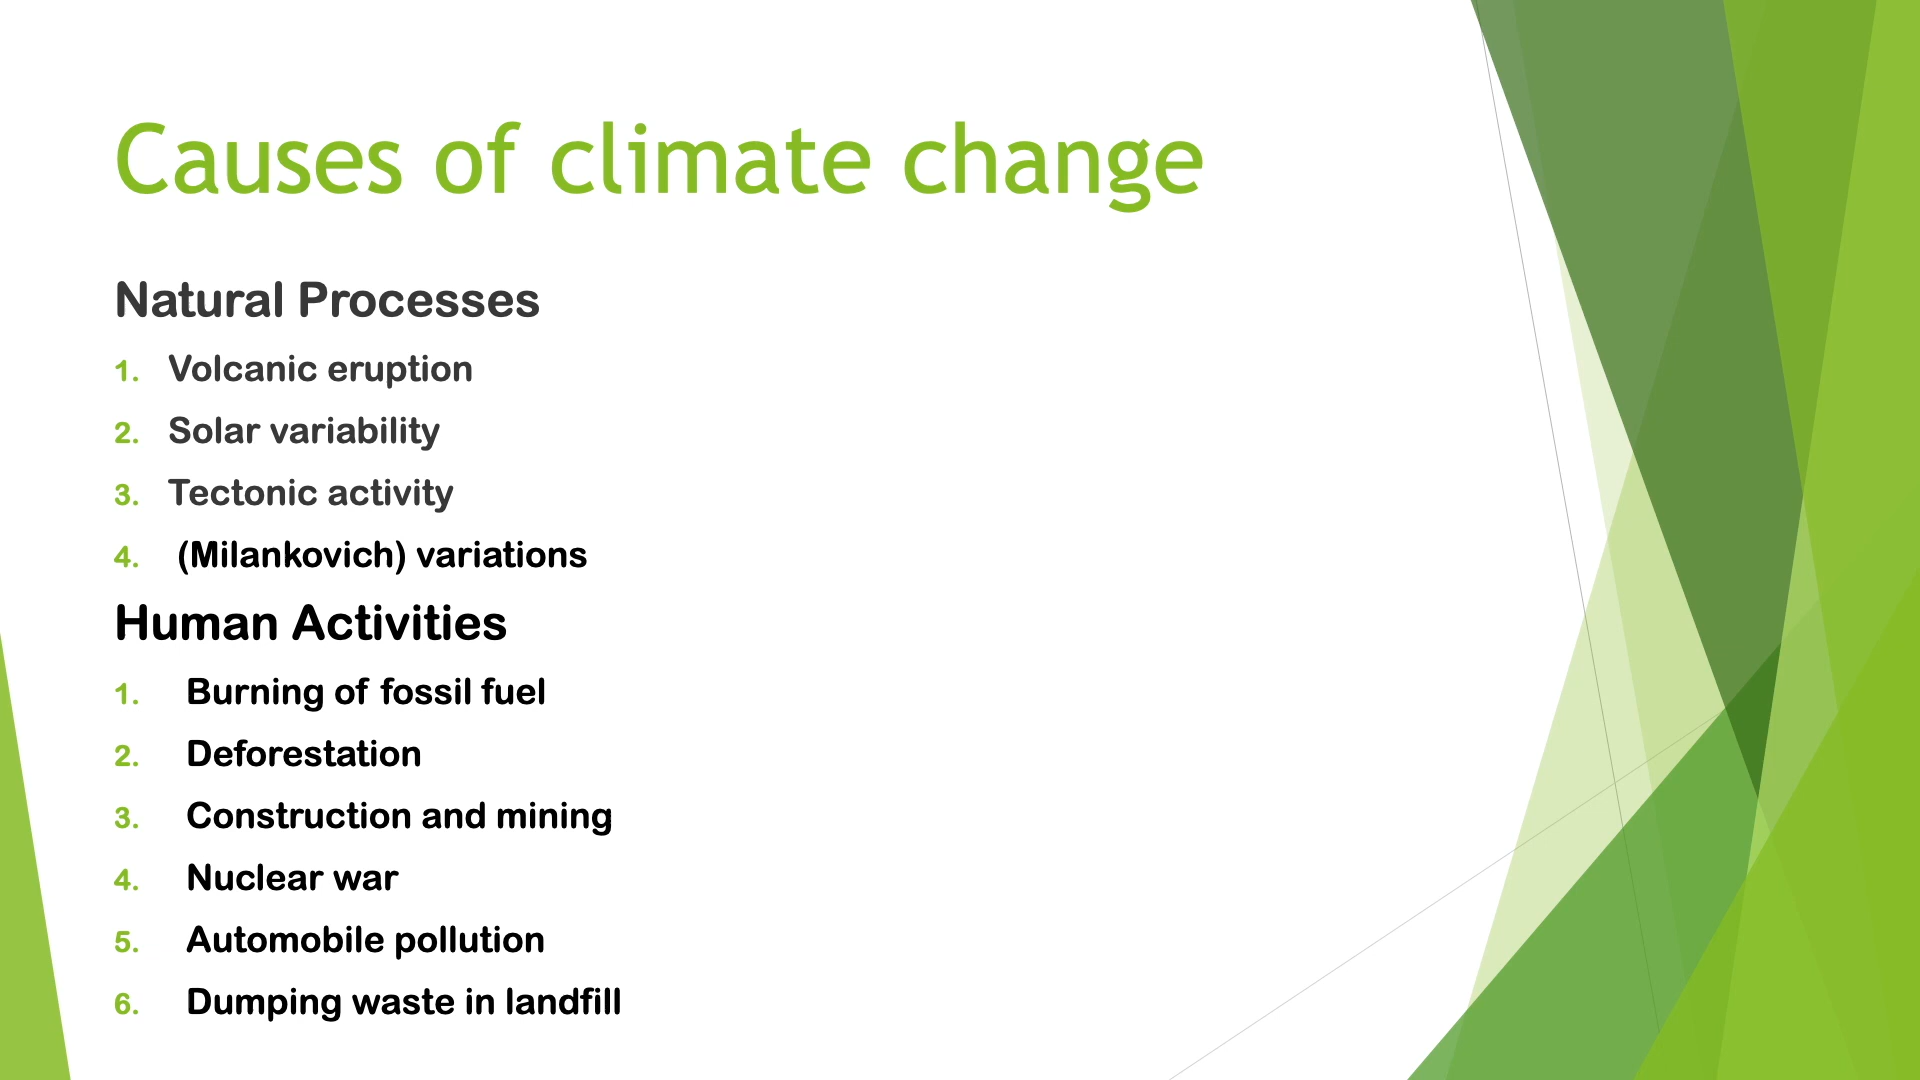 Causes of climate change
Natural Processes
1. Volcanic eruption
2. Solar variability
3. Tectonic activity
4. (Milankovich) variations
Human Activities
1. Burning of fossil fuel
2. Deforestation
3. Construction and mining
4. Nuclear war
5. Automobile pollution
6. Dumping waste in landfill